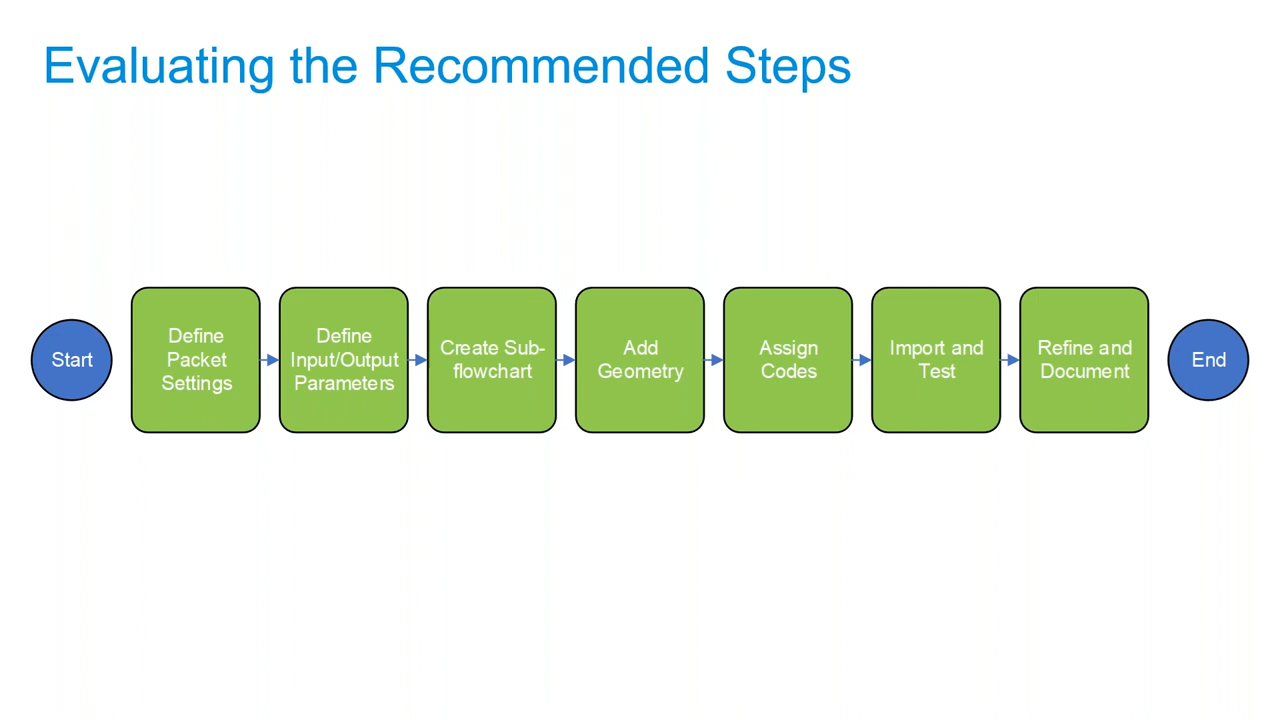 Evaluating the Recommended Steps
Start
Define
Packet
Settings
Define
Input/Output
Parameters
Create Sub-
flowchart
Add
Geometry
Assign
Codes
Import and
Test
Refine and
Document
End